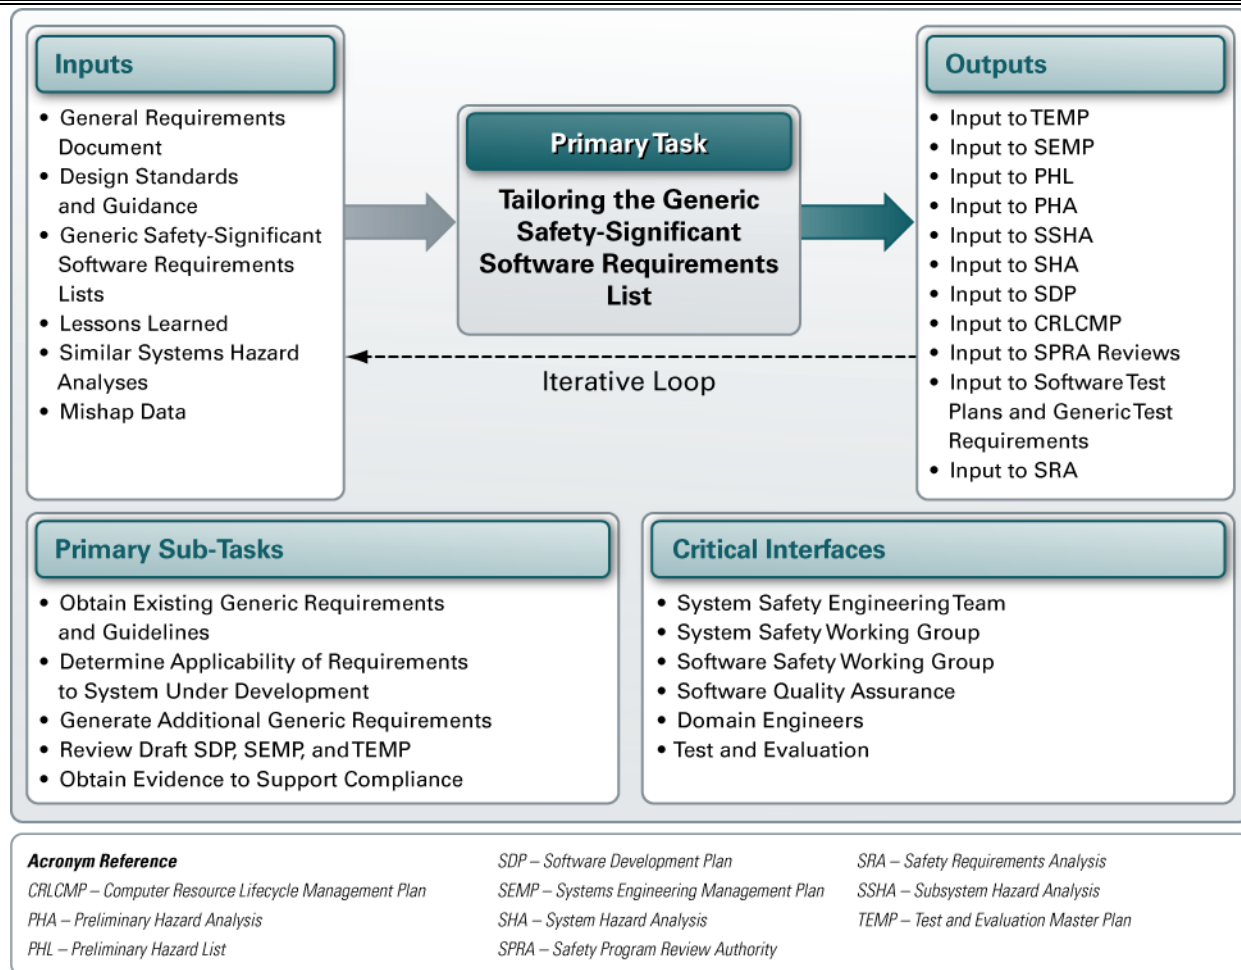 Inputs
• General Requirements
Document
• Design Standards
and Guidance
• Generic Safety-Significant
Software Requirements
Lists
• Lessons Learned
• Similar Systems Hazard
Analyses
• Mishap Data
Primary Task
Tailoring the Generic
Safety-Significant
Software Requirements
List
Iterative Loop
Outputs
• Input to TEMP
• Input to SEMP
• Input to PHL
• Input to PHA
• Input to SSHA
• Input to SHA
• Input to SDP
• Input to CRLCMP
• Input to SPRA Reviews
• Input to Software Test
Plans and Generic Test
Requirements
• Input to SRA
Primary Sub-Tasks
• Obtain Existing Generic Requirements
and Guidelines
• Determine Applicability of Requirements
to System Under Development
• Generate Additional Generic Requirements
• Review Draft SDP, SEMP, and TEMP
• Obtain Evidence to Support Compliance
Critical Interfaces
• System Safety Engineering Team
• System Safety Working Group
• Software Safety Working Group
• Software Quality Assurance
• Domain Engineers
• Test and Evaluation
Acronym Reference
CRLCMP – Computer Resource Lifecycle Management Plan
PHA – Preliminary Hazard Analysis
PHL – Preliminary Hazard List
SDP – Software Development Plan
SEMP – Systems Engineering Management Plan
SHA – System Hazard Analysis
SPRA – Safety Program Review Authority
SRA – Safety Requirements Analysis
SSHA – Subsystem Hazard Analysis
TEMP – Test and Evaluation Master Plan